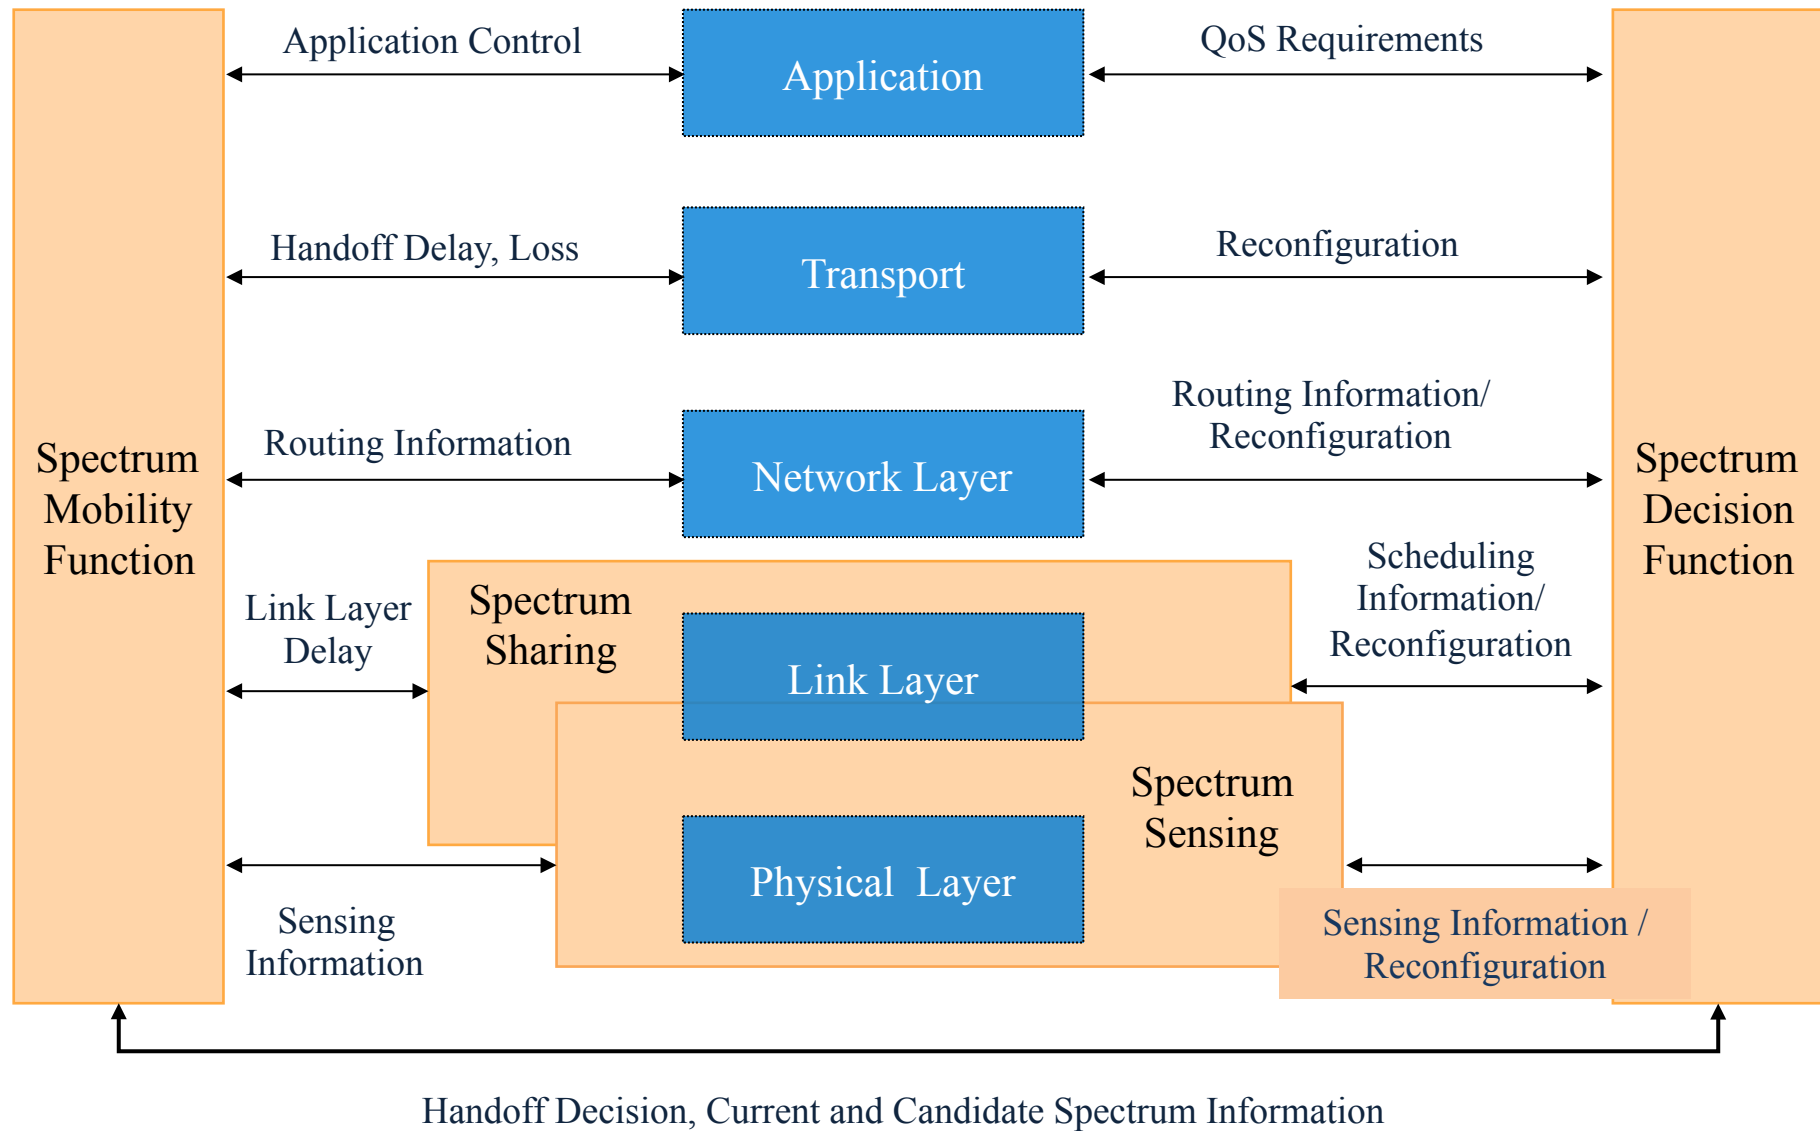 Application Control
Application
QoS Requirements
Handoff Delay, Loss
Transport
Reconfiguration
Spectrum
Mobility
Function
Routing Information
Network Layer
Routing Information/
Reconfiguration
Spectrum
Decision
Function
Link Layer
Delay
Spectrum
Sharing
Link Layer
Scheduling
Information/
Reconfiguration
Spectrum
Sensing
Physical Layer
Sensing
Information
Sensing Information /
Reconfiguration
Handoff Decision, Current and Candidate Spectrum Information